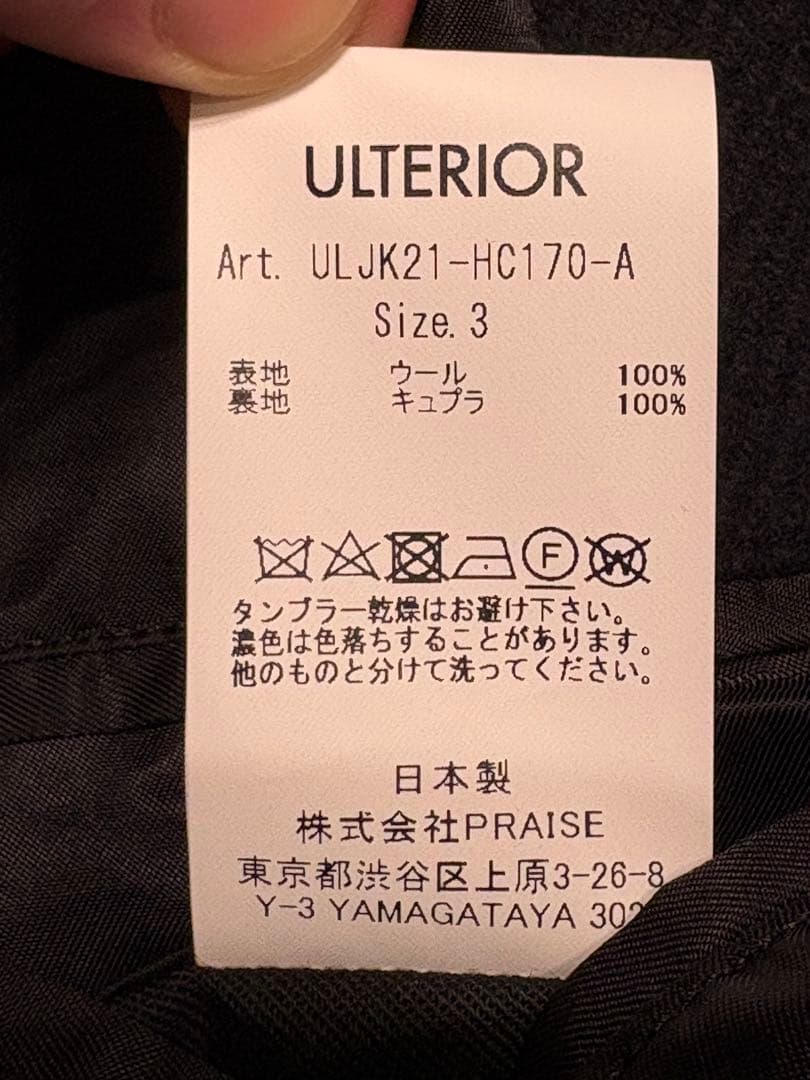 ULTERIOR
Art. ULJK21-HC170-A
Size.3
表地 ウール 100%
裏地 キュプラ 100%
F W
タンブラー乾燥はお避け下さい。
濃色は色落ちすることがあります。
他のものと分けて洗ってください。
日本製
株式会社PRAISE
東京都渋谷区上原3-26-8
Y-3 YAMAGATAYA